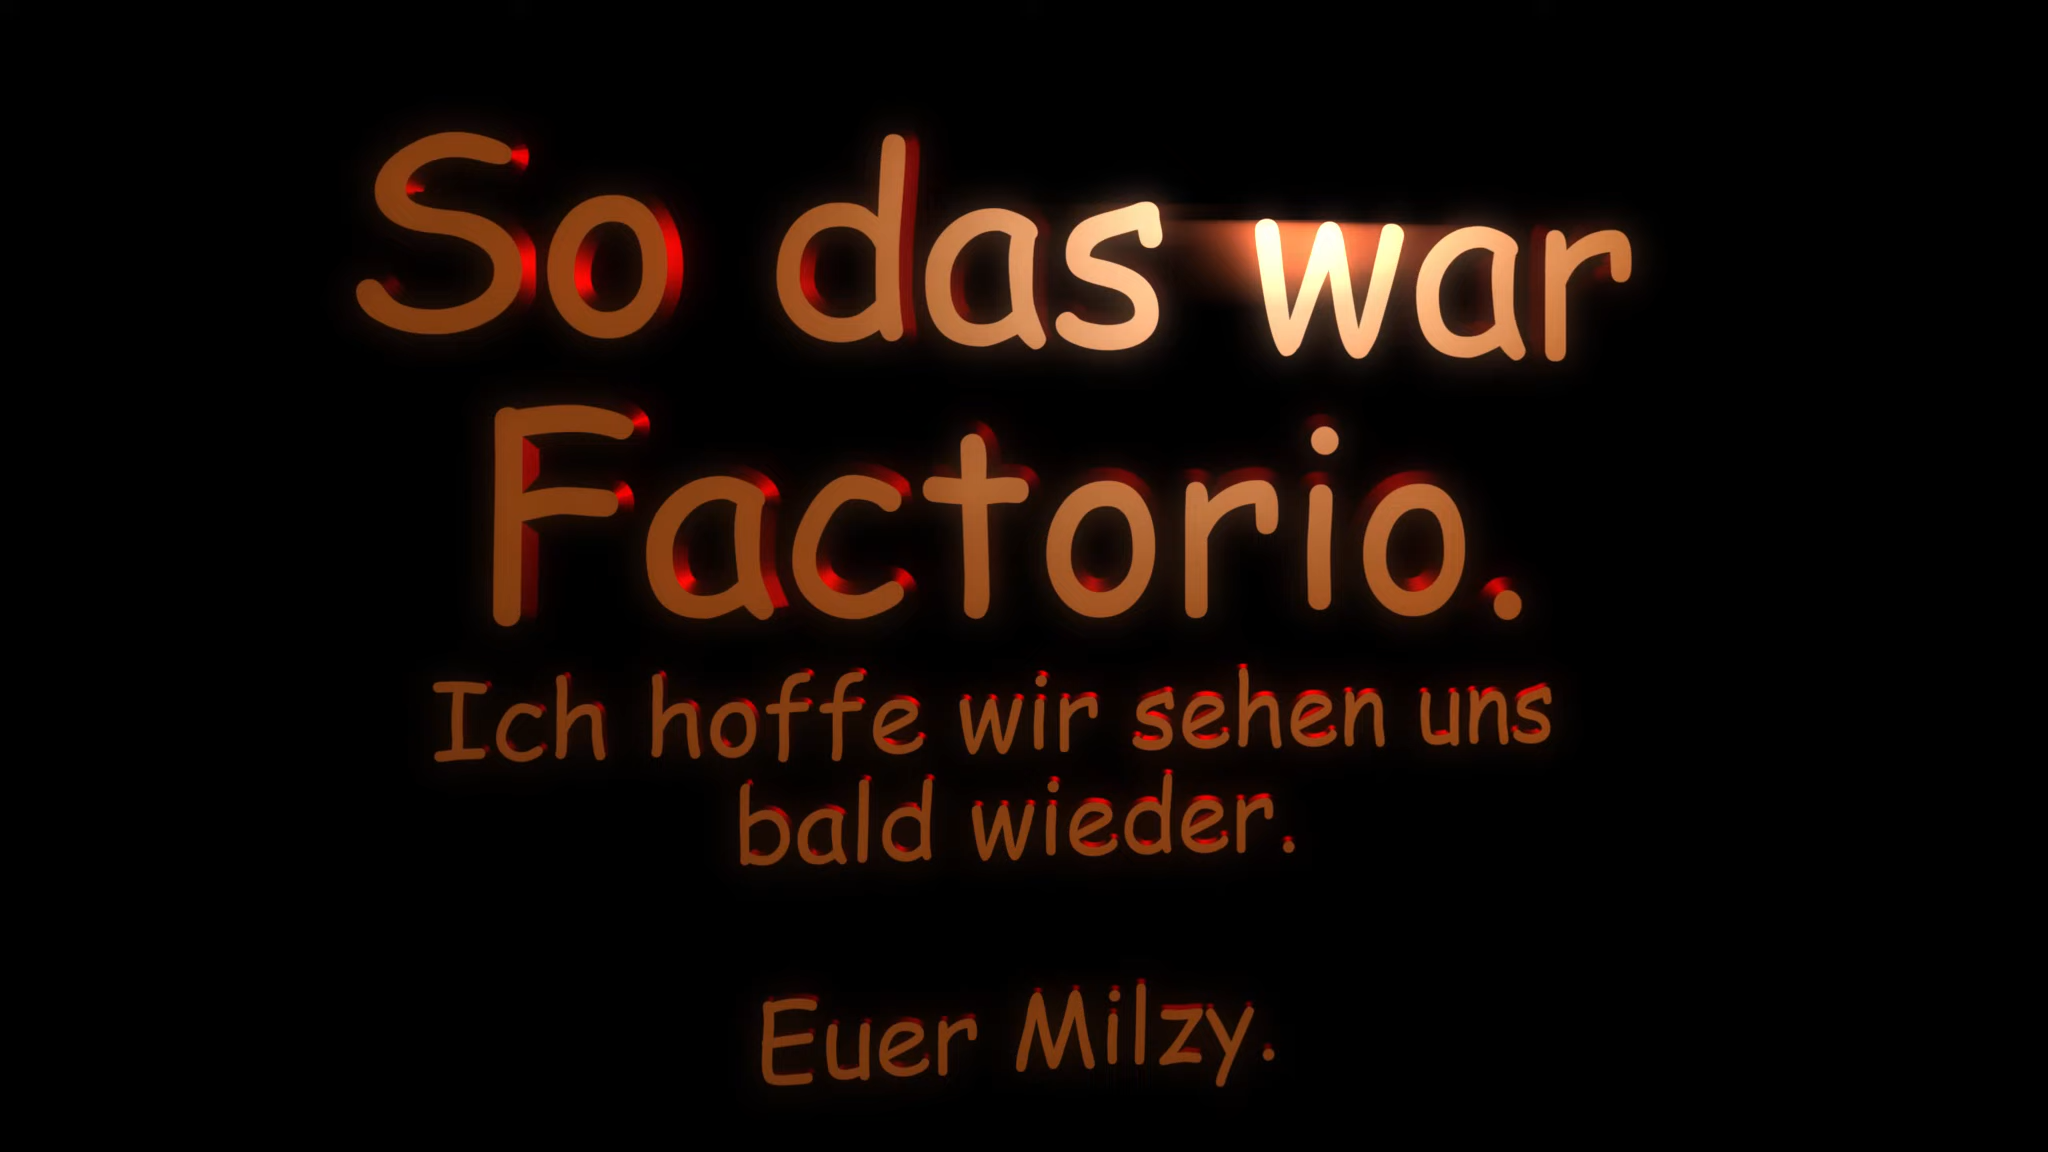 So das war
Factorio.
Ich hoffe wir sehen uns
bald wieder.
Euer Milzy.